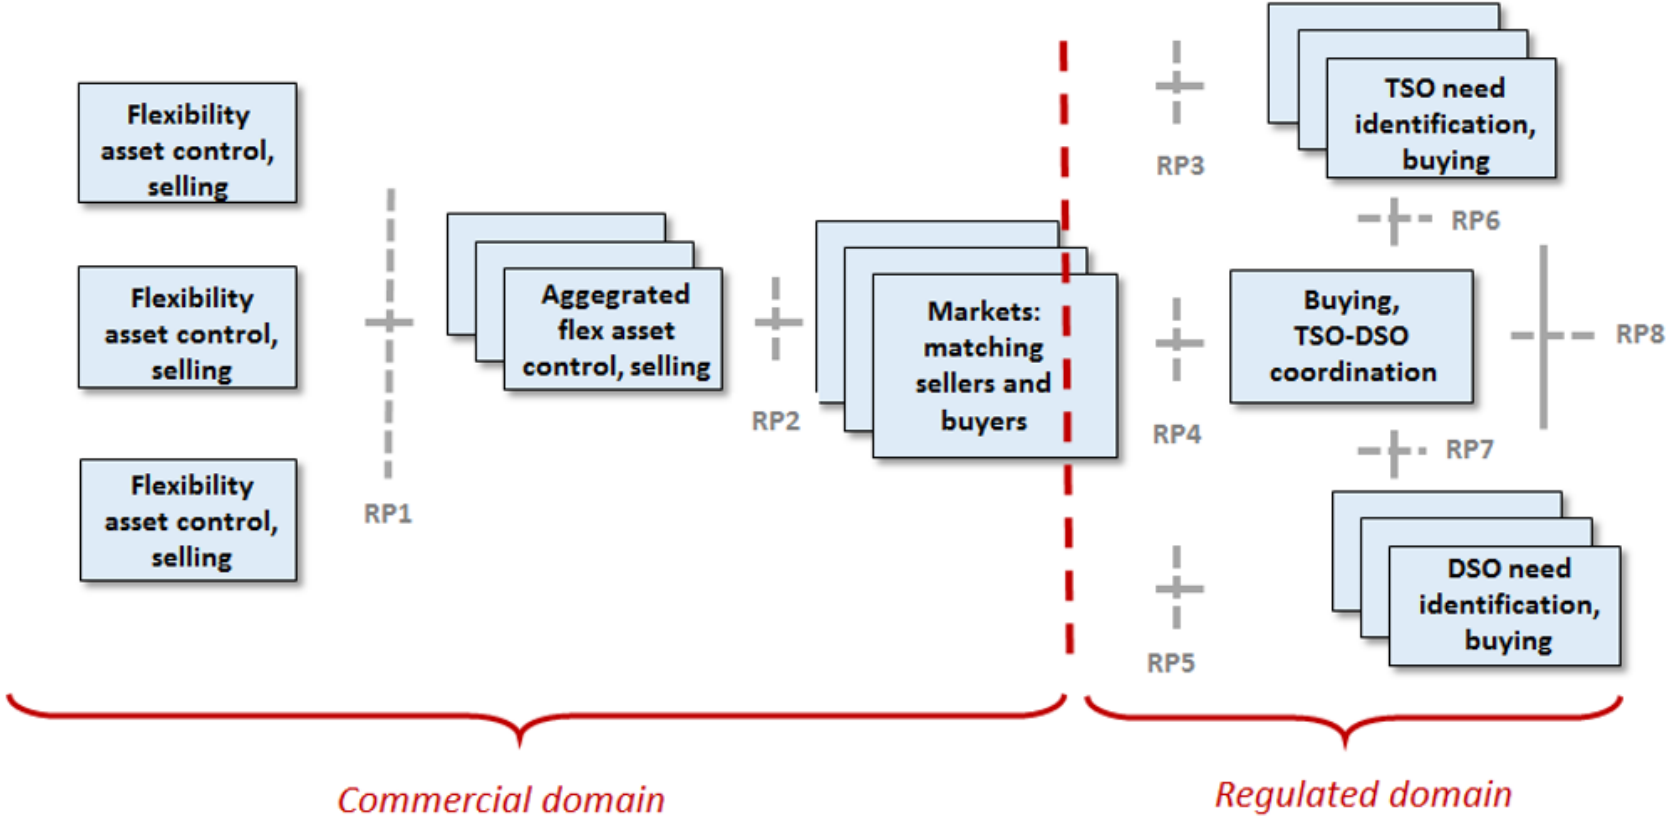 Flexibility
asset control,
selling
Flexibility
asset control,
selling
Flexibility
asset control,
selling
RP1
Aggegrated
flex asset
control, selling
RP2
Markets:
matching
sellers and
buyers
RP3
RP4
RP5
TSO need
identification,
buying
RP6
Buying,
TSO-DSO
coordination
RP8
RP7
DSO need
identification,
buying
Commercial domain
Regulated domain